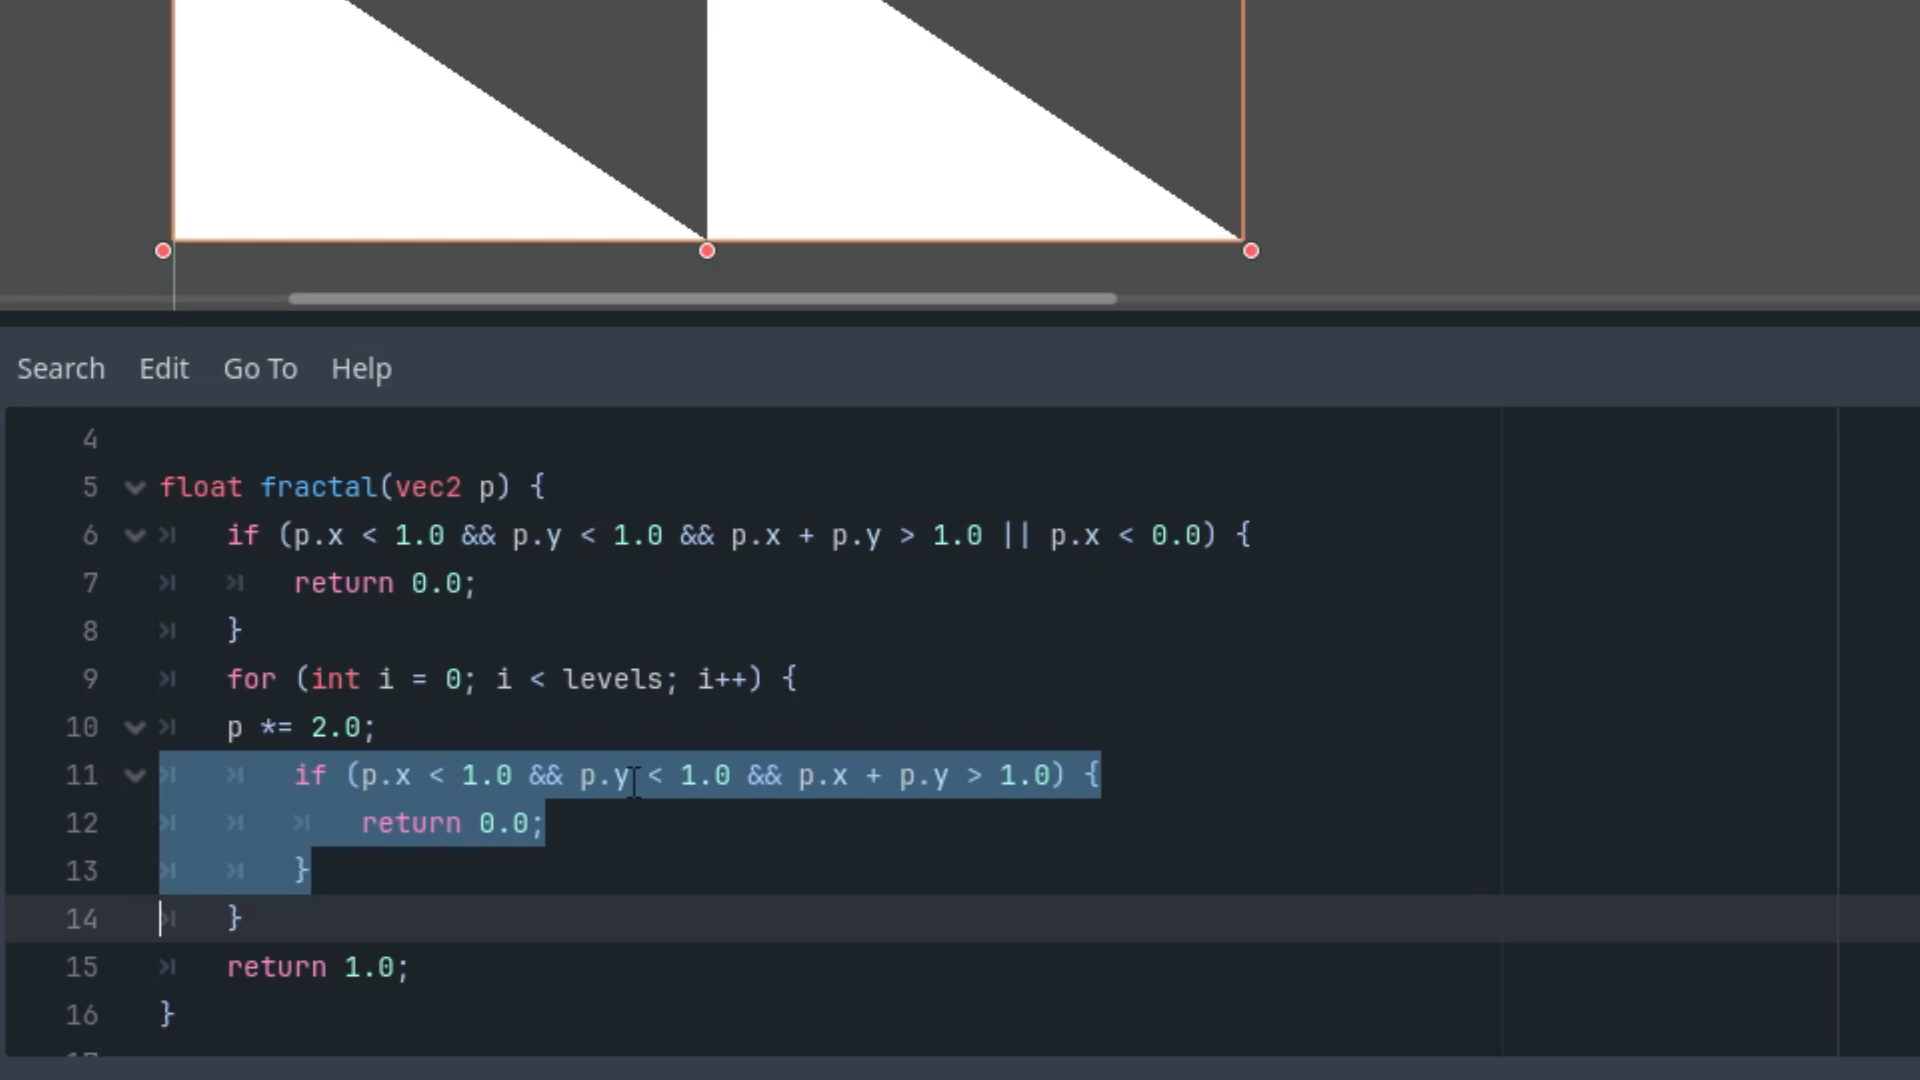 Search Edit Go To Help
4
5 float fractal(vec2 p) {
6 if (p.x < 1.0 && p.y < 1.0 && p.x + p.y > 1.0 || p.x < 0.0) {
7 return 0.0;
8 }
9 for (int i = 0; i < levels; i++) {
10 p *= 2.0;
11 if (p.x < 1.0 && p.y < 1.0 && p.x + p.y > 1.0) {
12 return 0.0;
13 }
14 }
15 return 1.0;
16 }